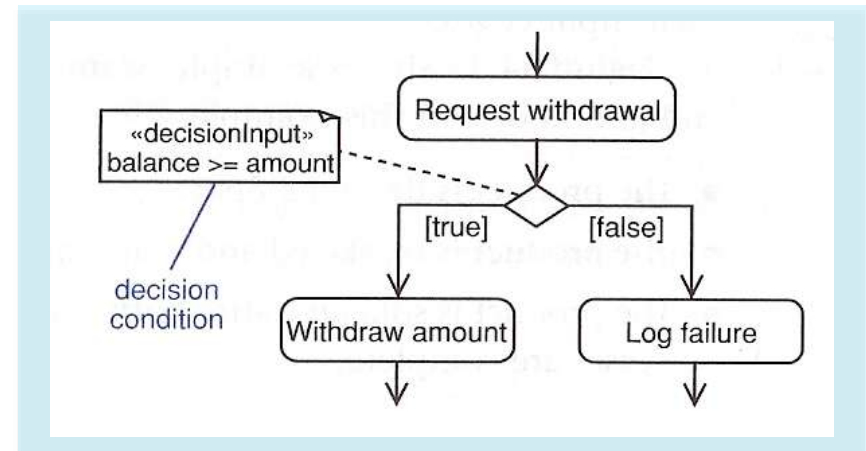 Request withdrawal
«decisionInput»
balance >= amount
[true]
[false]
decision
condition
Withdraw amount
Log failure